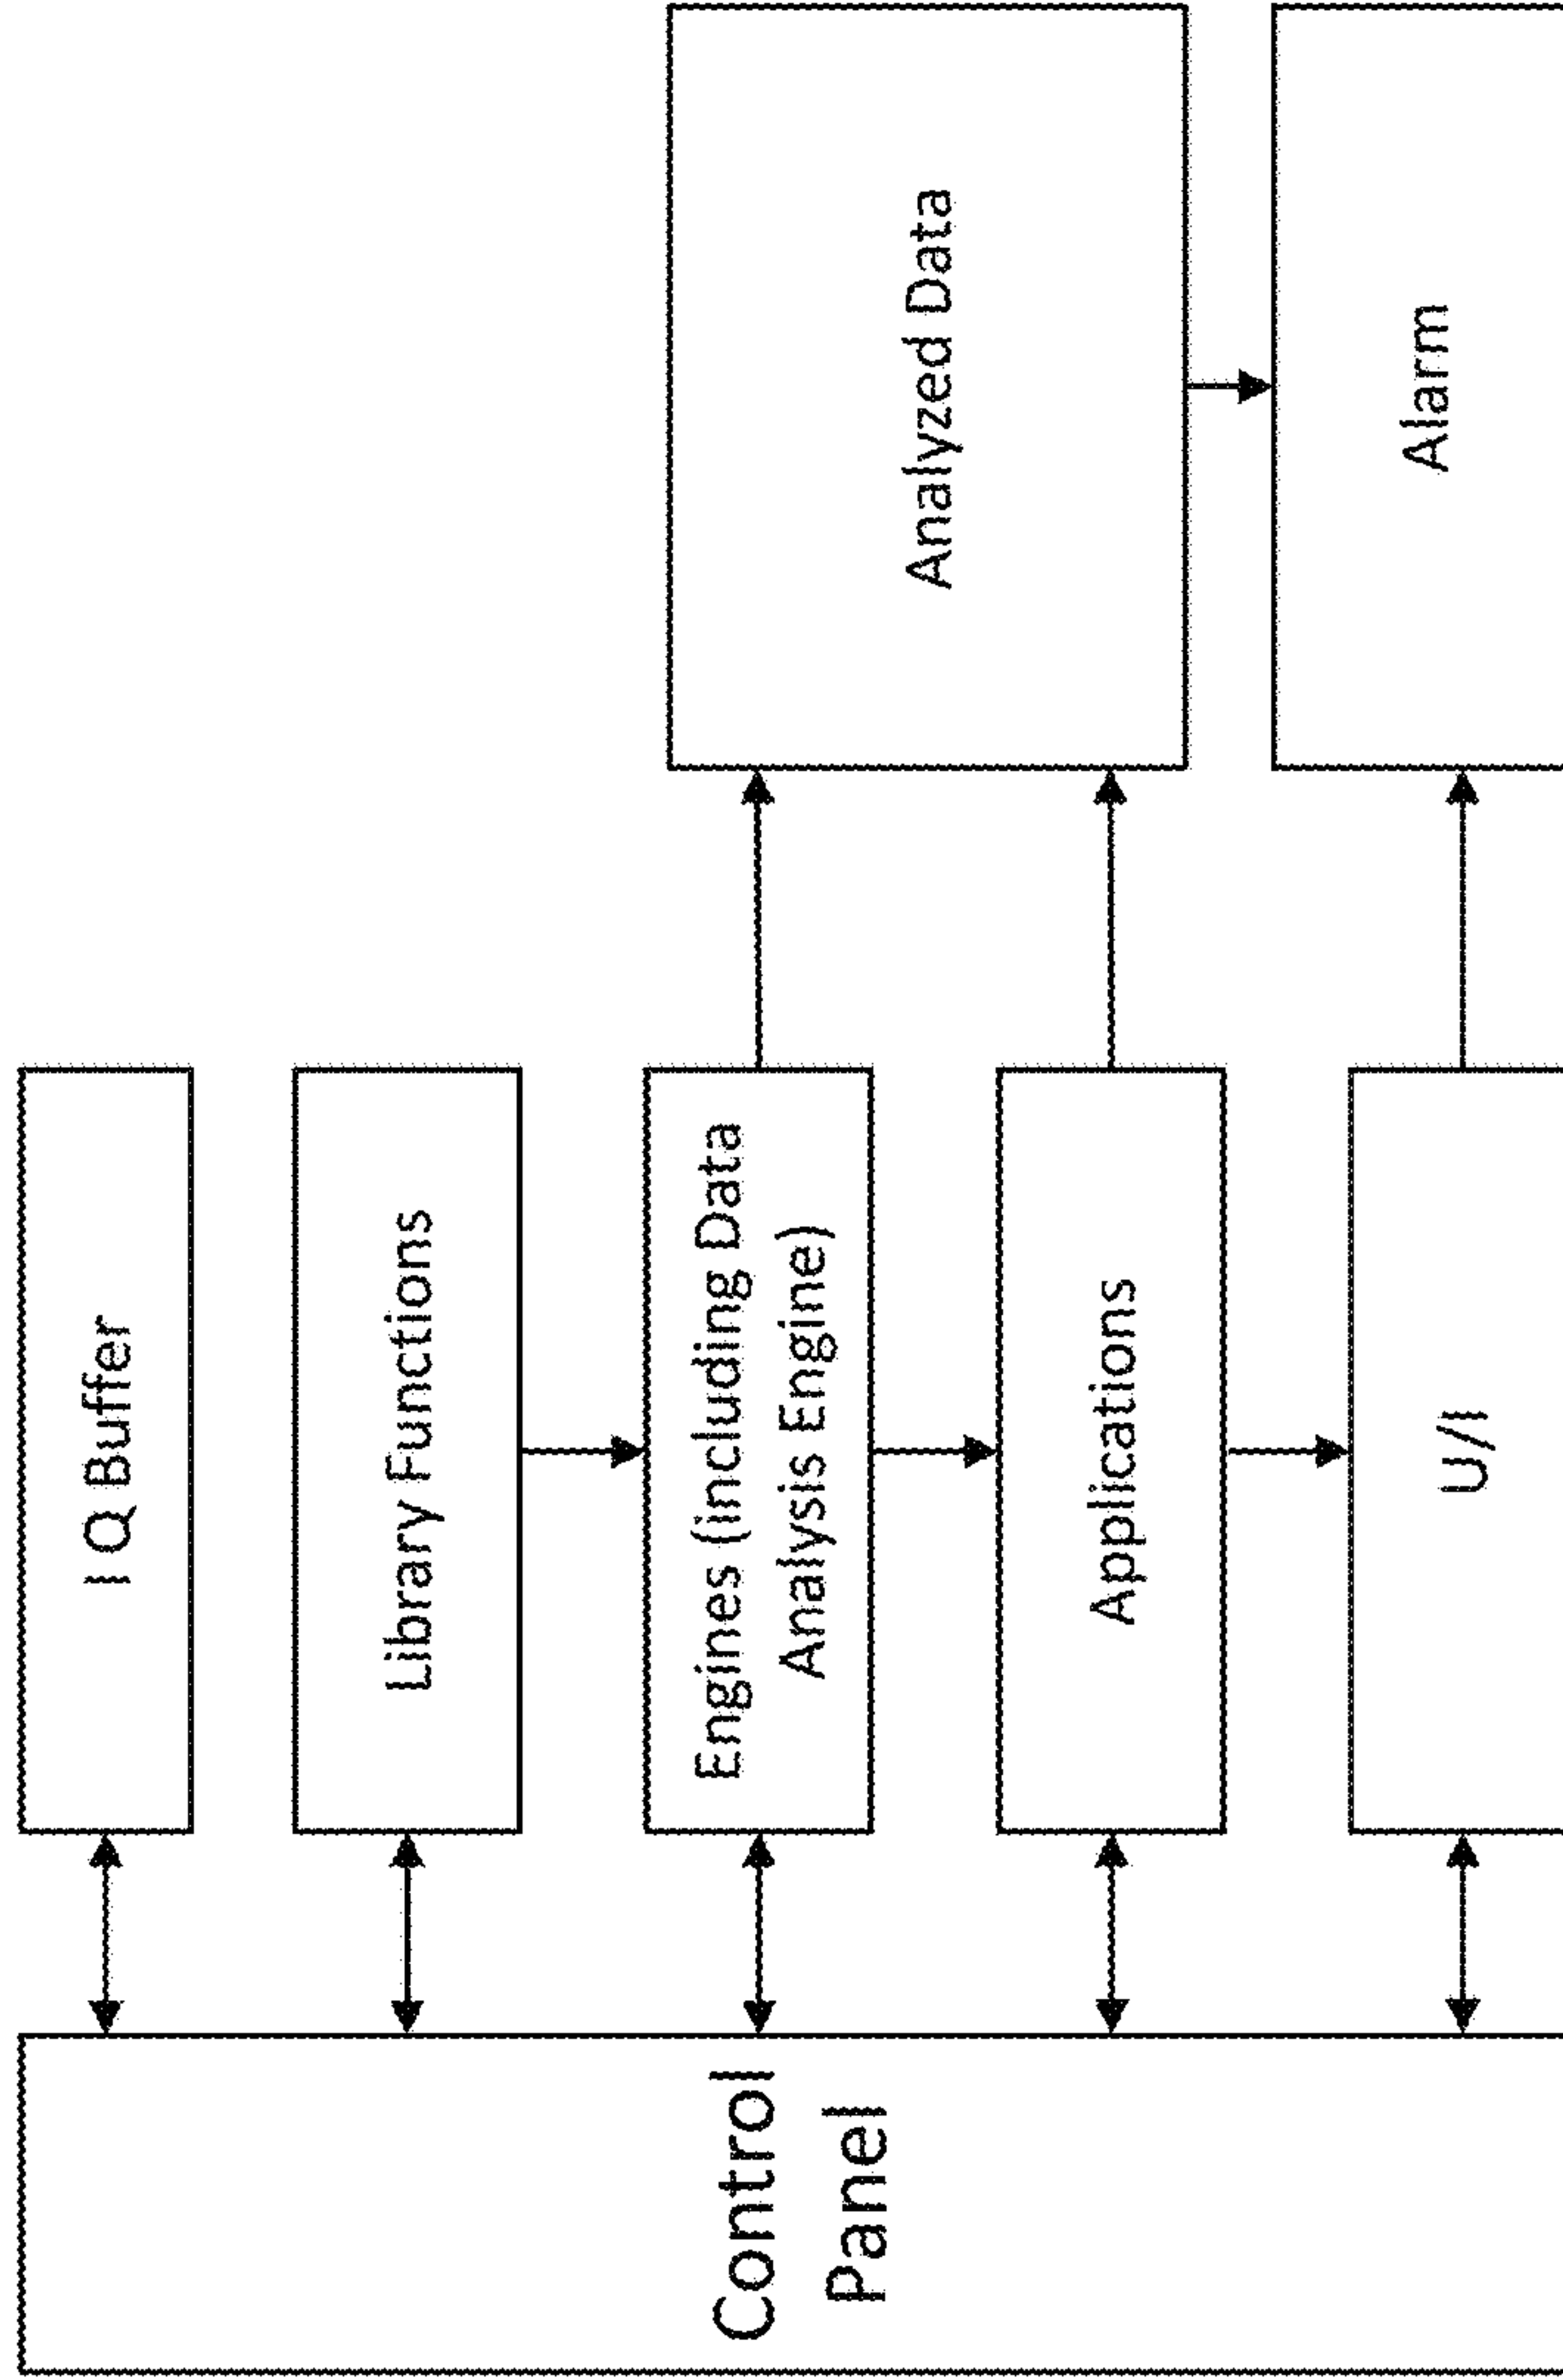 I Q Buffer
Library Functions
Engines (including Data
Analysis Engine)
Applications
U/I
Analyzed Data
Alarm
Control
Panel